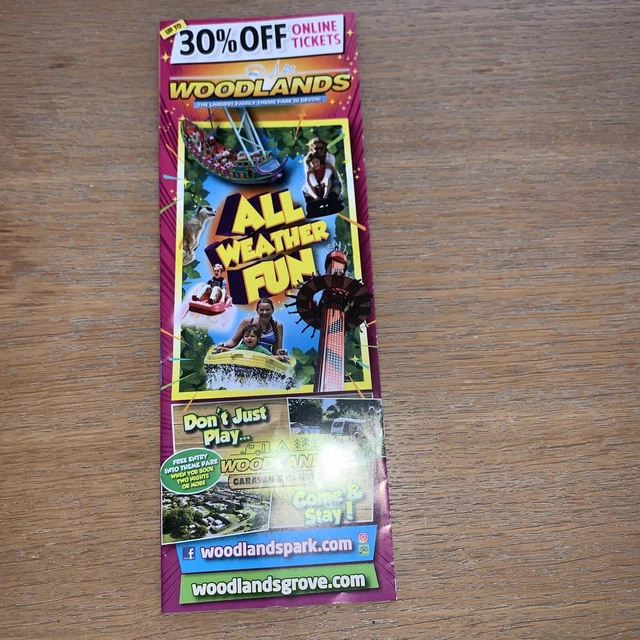 UP TO
30% OFF ONLINE
TICKETS
WOODLANDS
THE LARGEST FAMILY THEME PARK IN DEVON!
ALL
WEATHER
FUN
Don't Just
Play...
FREE ENTRY
INTO THEME PARK
WHEN YOU BOOK
TWO NIGHTS
OR MORE
WOODLAN
CARAVAN &
Come &
Stay!
f woodlandspark.com
woodlandsgrove.com